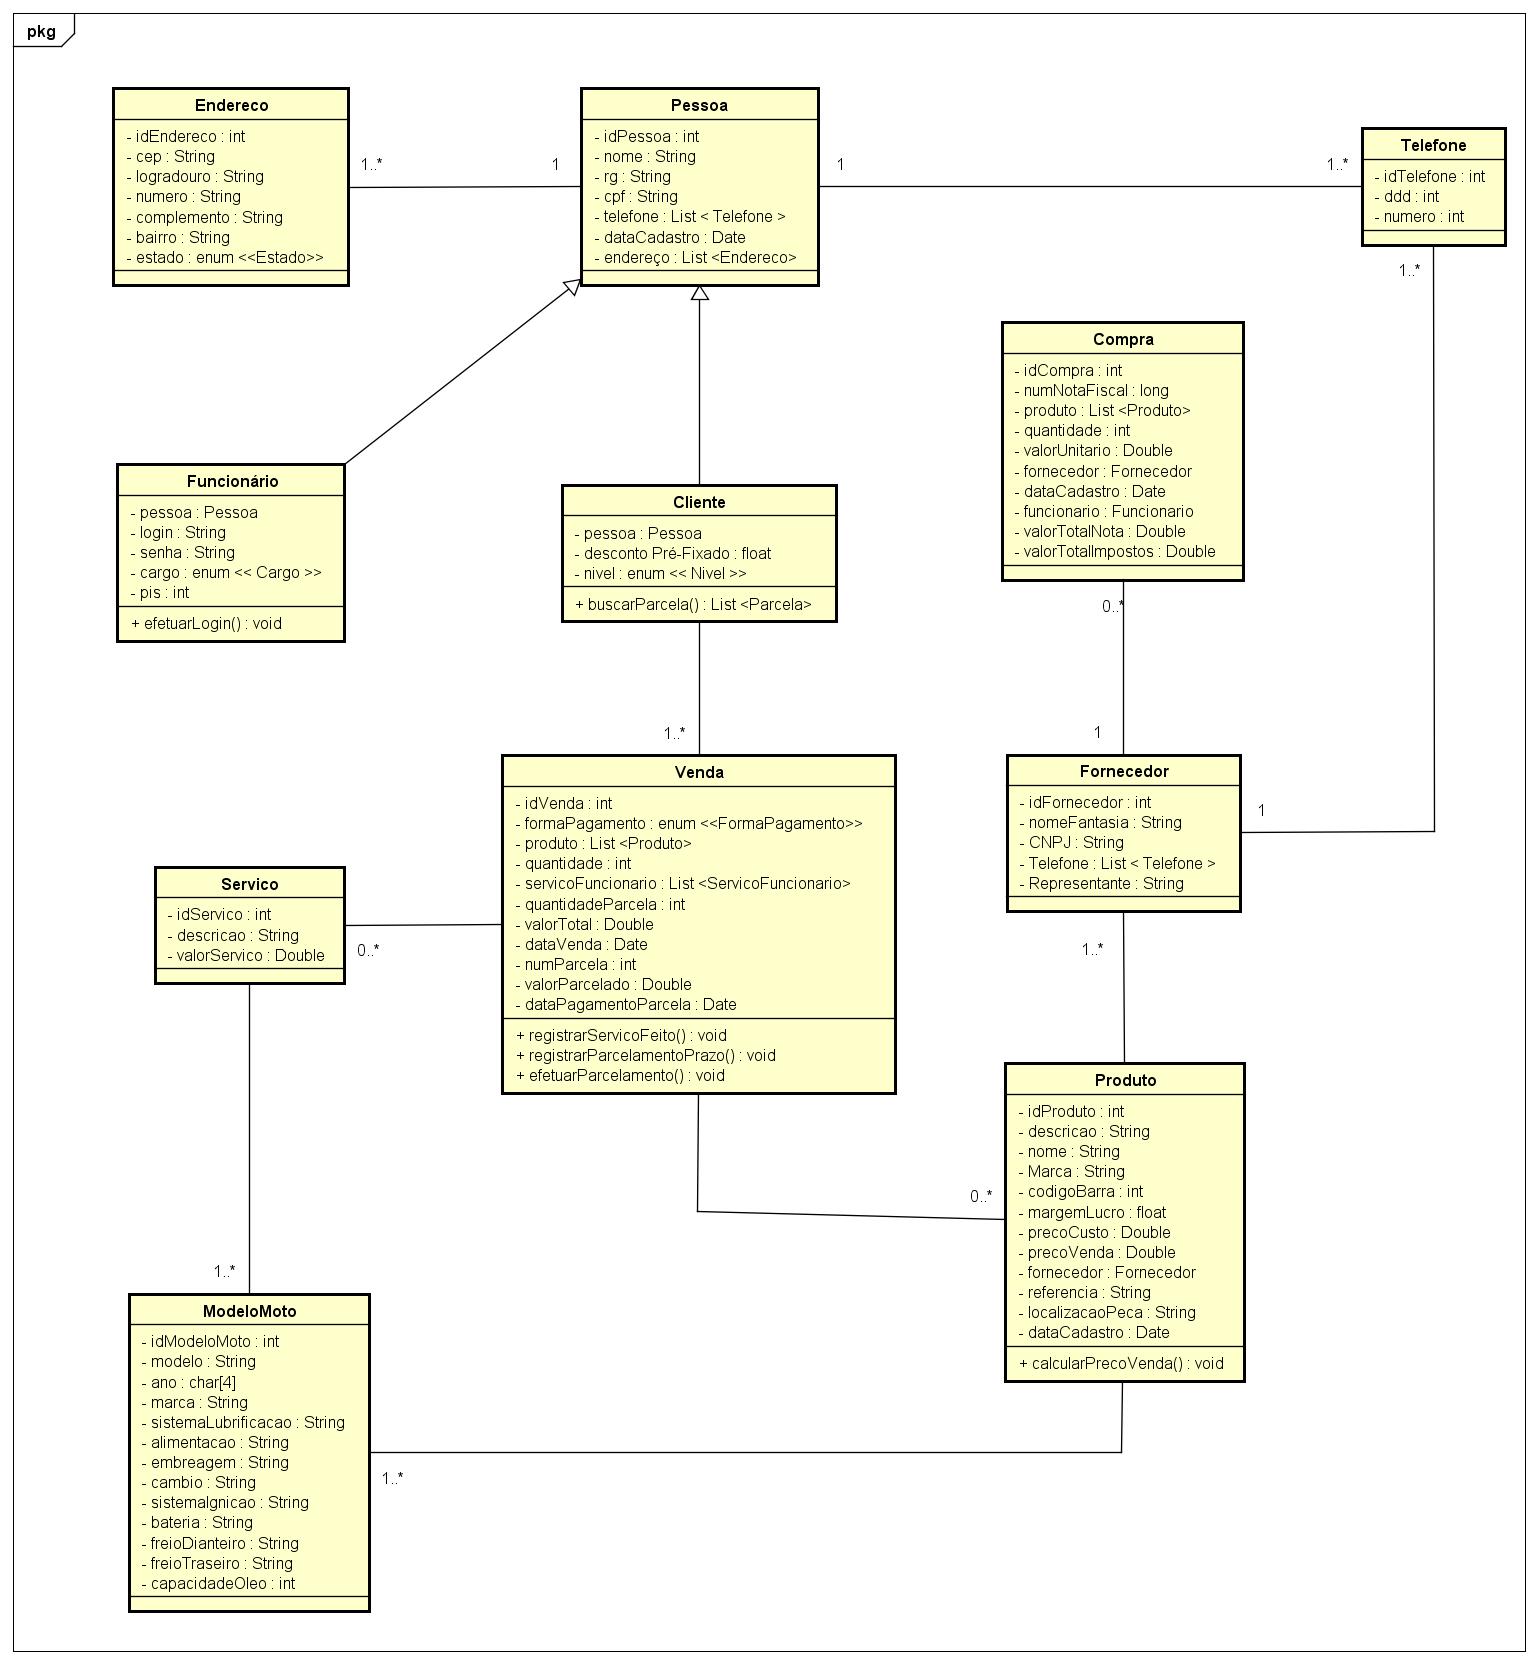 pkg
Endereco
- idEndereco : int
- cep : String
- logradouro : String
- numero : String
- complemento : String
- bairro : String
- estado : enum <<Estado>>
1..*
1
Pessoa
- idPessoa : int
- nome : String
- rg : String
- cpf : String
- telefone : List < Telefone >
- dataCadastro : Date
- endereço : List <Endereco>
1
1..*
Telefone
- idTelefone : int
- ddd : int
- numero : int
1..*
Compra
- idCompra : int
- numNotaFiscal : long
- produto : List <Produto>
- quantidade : int
- valorUnitario : Double
- fornecedor : Fornecedor
- dataCadastro : Date
- funcionario : Funcionario
- valorTotalNota : Double
- valorTotalImpostos : Double
0..*
Funcionário
- pessoa : Pessoa
- login : String
- senha : String
- cargo : enum << Cargo >>
- pis : int
+ efetuarLogin() : void
Cliente
- pessoa : Pessoa
- desconto Pré-Fixado : float
- nivel : enum << Nivel >>
+ buscarParcela() : List <Parcela>
1..*
1
Venda
- idVenda : int
- formaPagamento : enum <<FormaPagamento>>
- produto : List <Produto>
- quantidade : int
- servicoFuncionario : List <ServicoFuncionario>
- quantidadeParcela : int
- valorTotal : Double
- dataVenda : Date
- numParcela : int
- valorParcelado : Double
- dataPagamentoParcela : Date
+ registrarServicoFeito() : void
+ registrarParcelamentoPrazo() : void
+ efetuarParcelamento() : void
Fornecedor
- idFornecedor : int
- nomeFantasia : String
- CNPJ : String
- Telefone : List < Telefone >
- Representante : String
1
1..*
Servico
- idServico : int
- descricao : String
- valorServico : Double
0..*
Produto
- idProduto : int
- descricao : String
- nome : String
- Marca : String
- codigoBarra : int
- margemLucro : float
- precoCusto : Double
- precoVenda : Double
- fornecedor : Fornecedor
- referencia : String
- localizacaoPeca : String
- dataCadastro : Date
+ calcularPrecoVenda() : void
0..*
1..*
ModeloMoto
- idModeloMoto : int
- modelo : String
- ano : char[4]
- marca : String
- sistemaLubrificacao : String
- alimentacao : String
- embreagem : String
- cambio : String
- sistemaIgnicao : String
- bateria : String
- freioDianteiro : String
- freioTraseiro : String
- capacidadeOleo : int
1..*